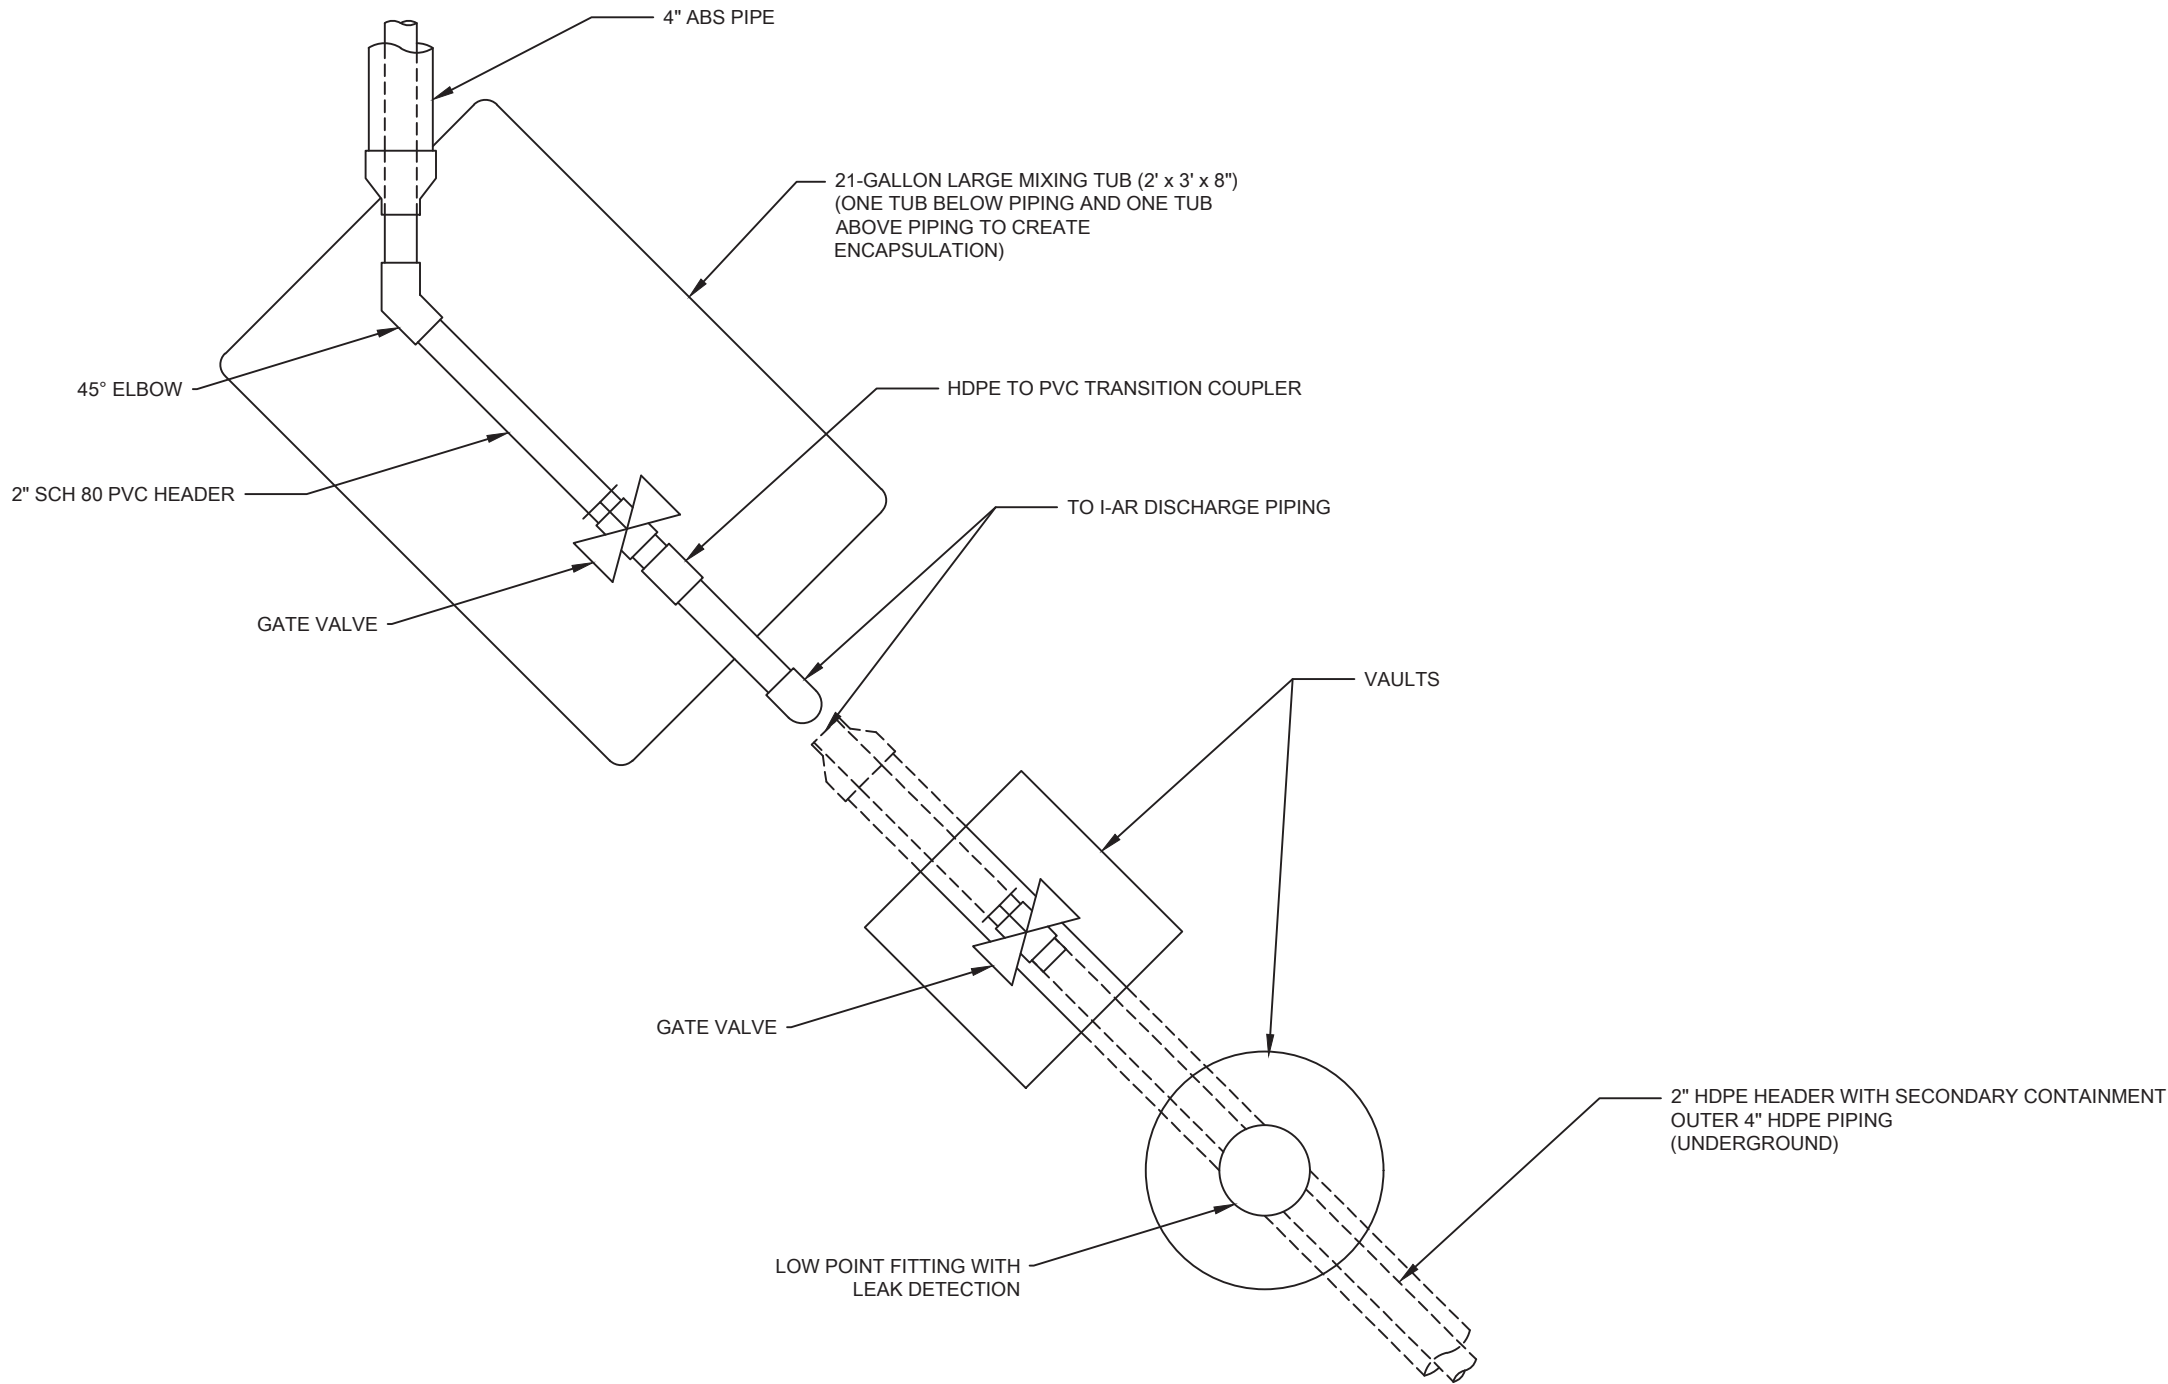 4" ABS PIPE
21-GALLON LARGE MIXING TUB (2' x 3' x 8")
(ONE TUB BELOW PIPING AND ONE TUB
ABOVE PIPING TO CREATE
ENCAPSULATION)
45° ELBOW
HDPE TO PVC TRANSITION COUPLER
2" SCH 80 PVC HEADER
TO I-AR DISCHARGE PIPING
GATE VALVE
VAULTS
GATE VALVE
2" HDPE HEADER WITH SECONDARY CONTAINMENT
OUTER 4" HDPE PIPING
(UNDERGROUND)
LOW POINT FITTING WITH
LEAK DETECTION